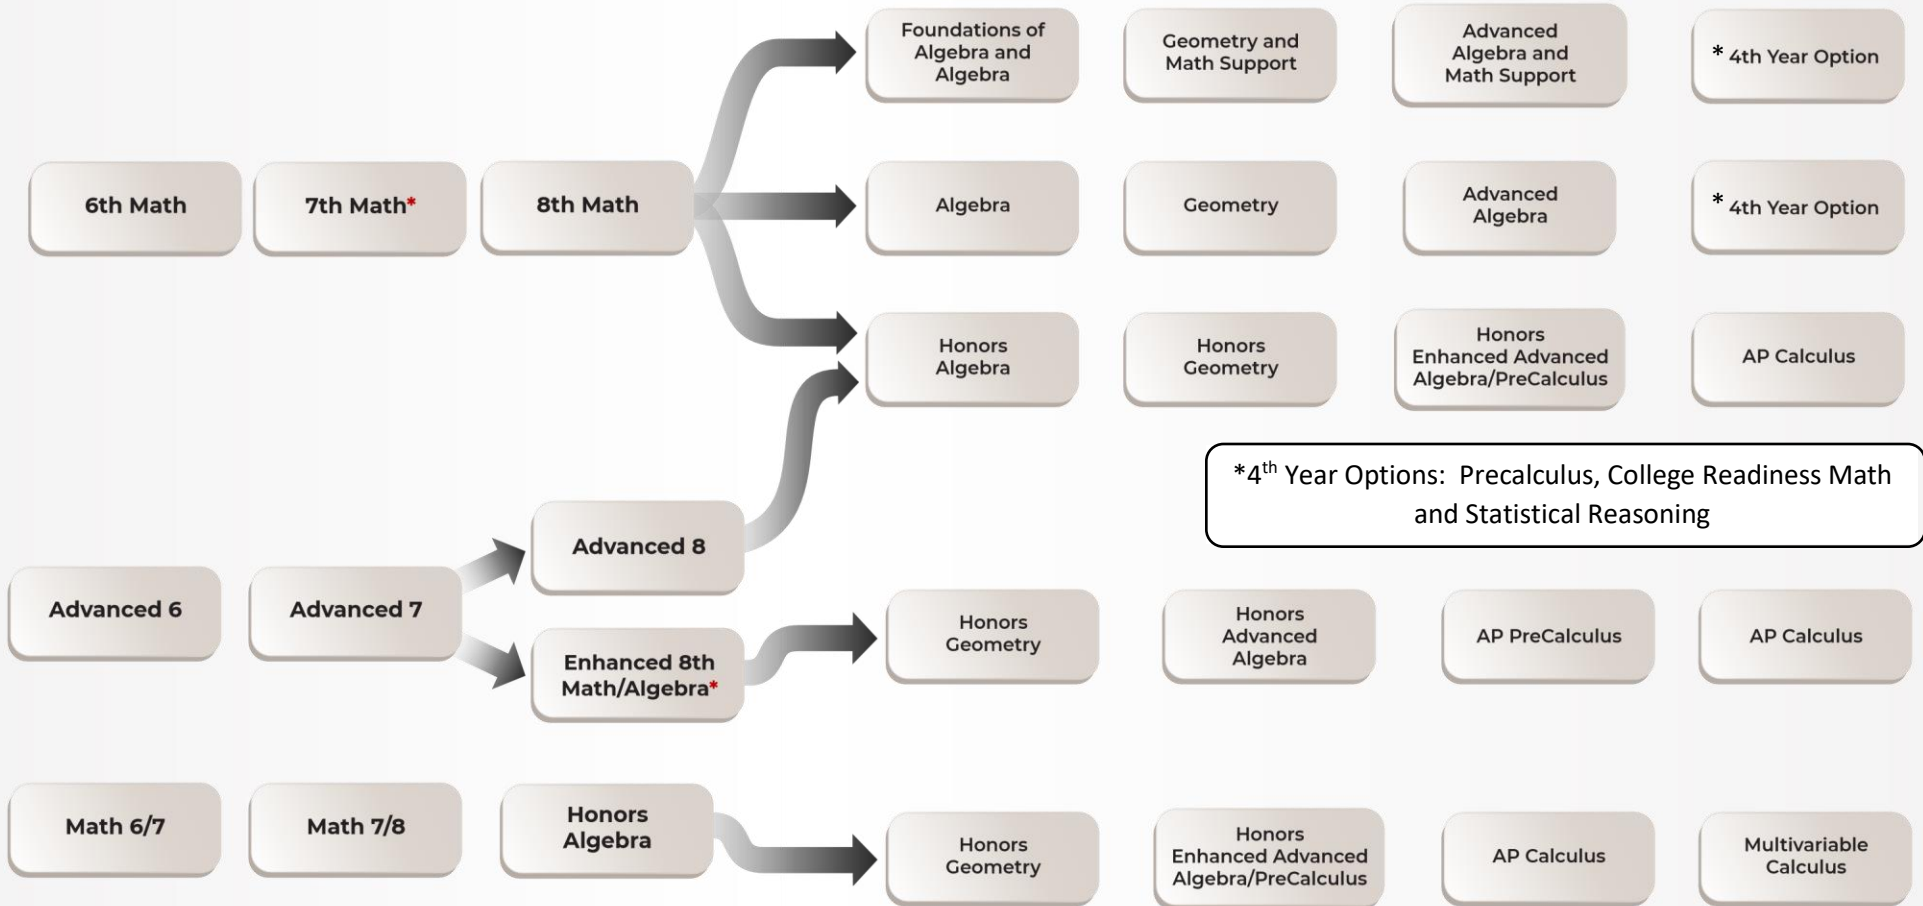 Foundations of
Algebra and
Algebra
Geometry and
Math Support
Advanced
Algebra and
Math Support
* 4th Year Option
6th Math
7th Math*
8th Math
Algebra
Geometry
Advanced
Algebra
* 4th Year Option
Honors
Algebra
Honors
Geometry
Honors
Enhanced Advanced
Algebra/PreCalculus
AP Calculus
*4th Year Options: Precalculus, College Readiness Math
and Statistical Reasoning
Advanced 6
Advanced 7
Advanced 8
Enhanced 8th
Math/Algebra*
Honors
Geometry
Honors
Advanced
Algebra
AP PreCalculus
AP Calculus
Math 6/7
Math 7/8
Honors
Algebra
Honors
Geometry
Honors
Enhanced Advanced
Algebra/PreCalculus
AP Calculus
Multivariable
Calculus